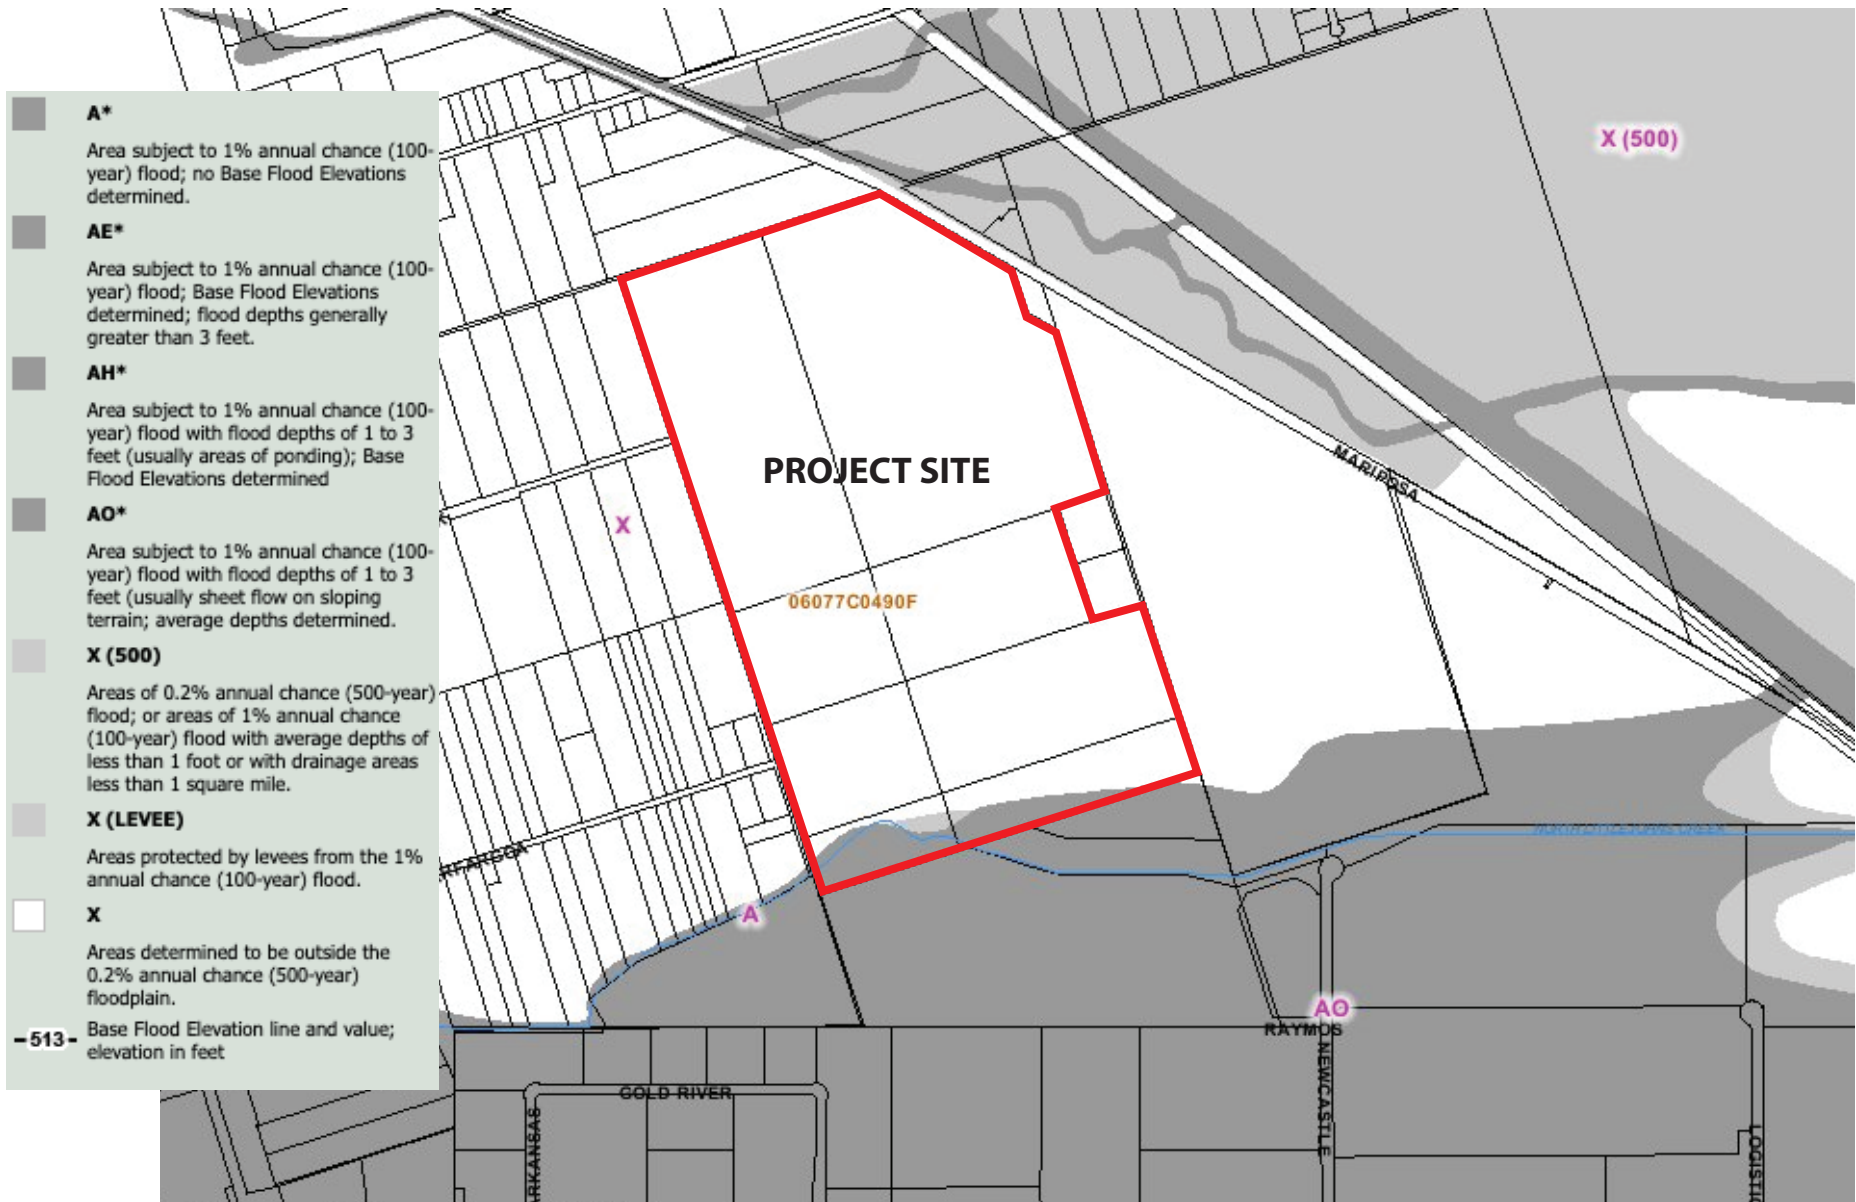 A*
Area subject to 1% annual chance (100-
year) flood; no Base Flood Elevations
determined.
AE*
Area subject to 1% annual chance (100-
year) flood; Base Flood Elevations
determined; flood depths generally
greater than 3 feet.
AH*
Area subject to 1% annual chance (100-
year) flood with flood depths of 1 to 3
feet (usually areas of ponding); Base
Flood Elevations determined
AO*
Area subject to 1% annual chance (100-
year) flood with flood depths of 1 to 3
feet (usually sheet flow on sloping
terrain; average depths determined.
X (500)
Areas of 0.2% annual chance (500-year)
flood; or areas of 1% annual chance
(100-year) flood with average depths of
less than 1 foot or with drainage areas
less than 1 square mile.
X (LEVEE)
Areas protected by levees from the 1%
annual chance (100-year) flood.
X
Areas determined to be outside the
0.2% annual chance (500-year)
floodplain.
513
Base Flood Elevation line and value;
elevation in feet
X (500)
PROJECT SITE
MARIPOSA
X
06077C0490F
NORTH LITTLEJOHNS CREEK
A
AO
RAYMOS
NEWCASTLE
GOLD RIVER
ARKANSAS
LOGISTIC